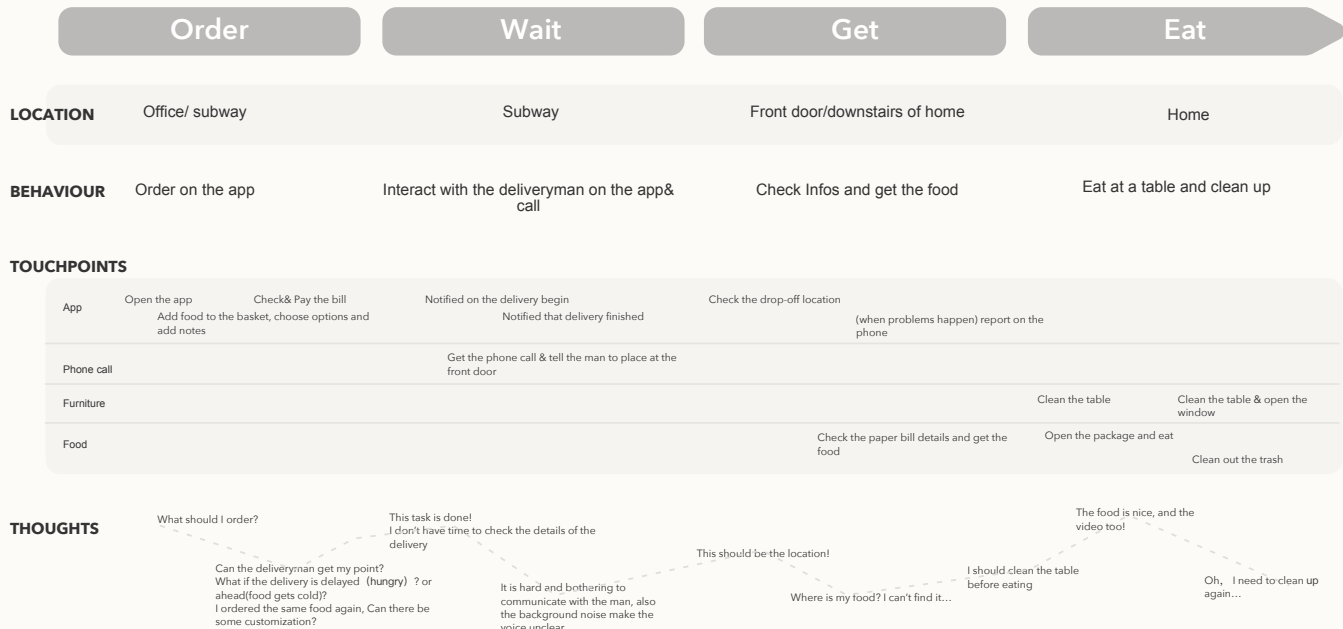 Order
Wait
Get
Eat
LOCATION
Office/ subway
Subway
Front door/downstairs of home
Home
BEHAVIOUR
Order on the app
Interact with the deliveryman on the app&
call
Check Infos and get the food
Eat at a table and clean up
TOUCHPOINTS
App
Open the app
Check& Pay the bill
Add food to the basket, choose options and
add notes
Notified on the delivery begin
Notified that delivery finished
Check the drop-off location
(when problems happen) report on the
phone
Phone call
Get the phone call & tell the man to place at the
front door
Furniture
Clean the table
Clean the table & open the
window
Food
Check the paper bill details and get the
food
Open the package and eat
Clean out the trash
THOUGHTS
What should I order?
Can the deliveryman get my point?
What if the delivery is delayed（hungry）? or
ahead(food gets cold)?
I ordered the same food again, Can there be
some customization?
This task is done!
I don't have time to check the details of the
delivery
It is hard and bothering to
communicate with the man, also
the background noise make the
voice unclear
This should be the location!
Where is my food? I can't find it...
I should clean the table
before eating
The food is nice, and the
video too!
Oh， I need to clean up
again...